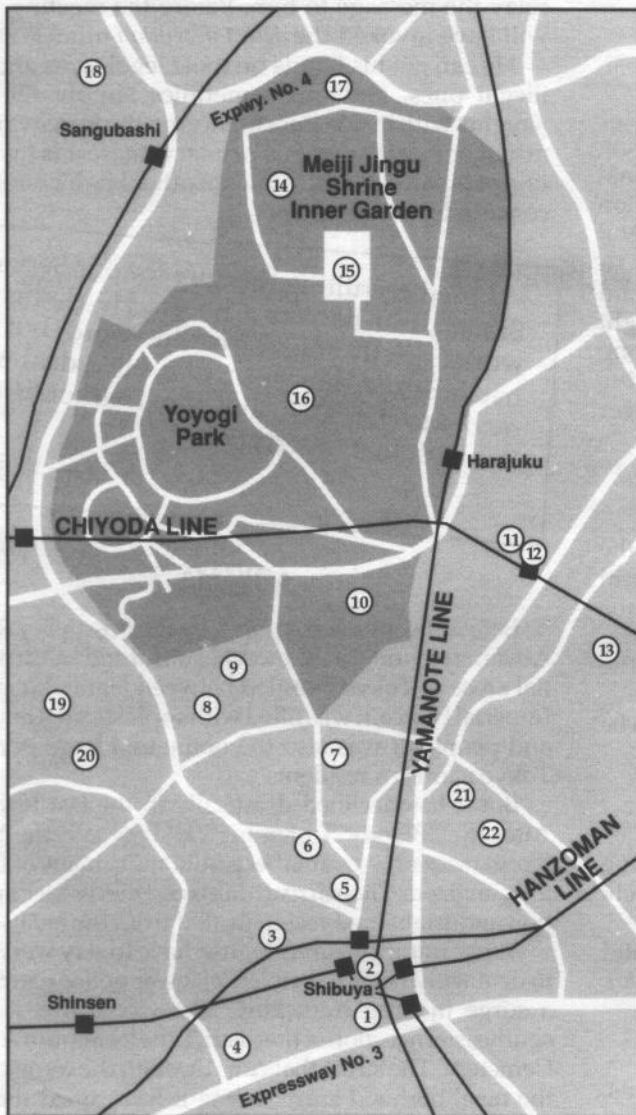 18
17
Expwy. No. 4
Sangubashi
14
Meiji Jingu
Shrine
Inner Garden
15
16
Yoyogi
Park
Harajuku
CHIYODA LINE
11
12
10
YAMANOTE LINE
13
9
19
8
7
20
21
22
6
HANZOMAN
LINE
5
3
2
Shibuya
Shinsen
1
4
Expressway No. 3